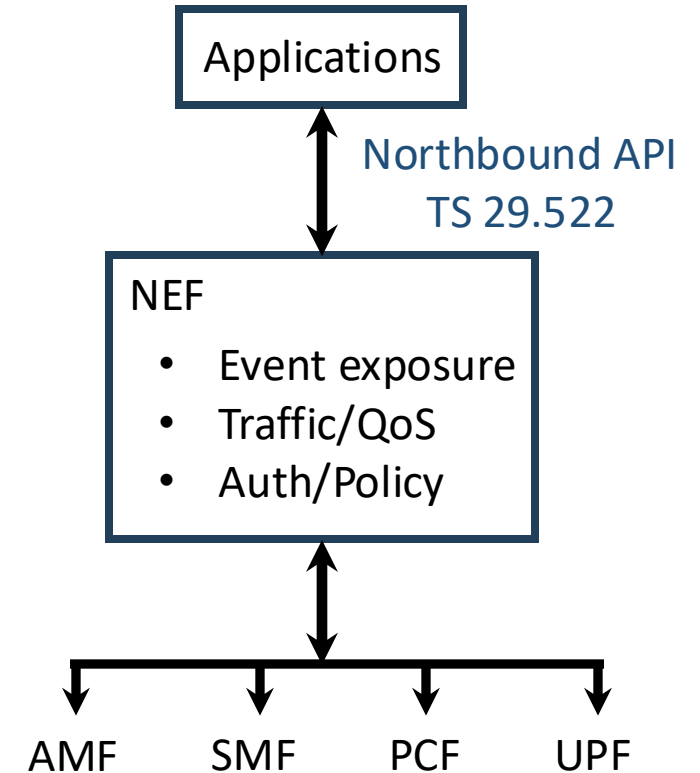 Applications
Northbound API
TS 29.522
NEF
• Event exposure
• Traffic/QoS
• Auth/Policy
AMF SMF PCF UPF